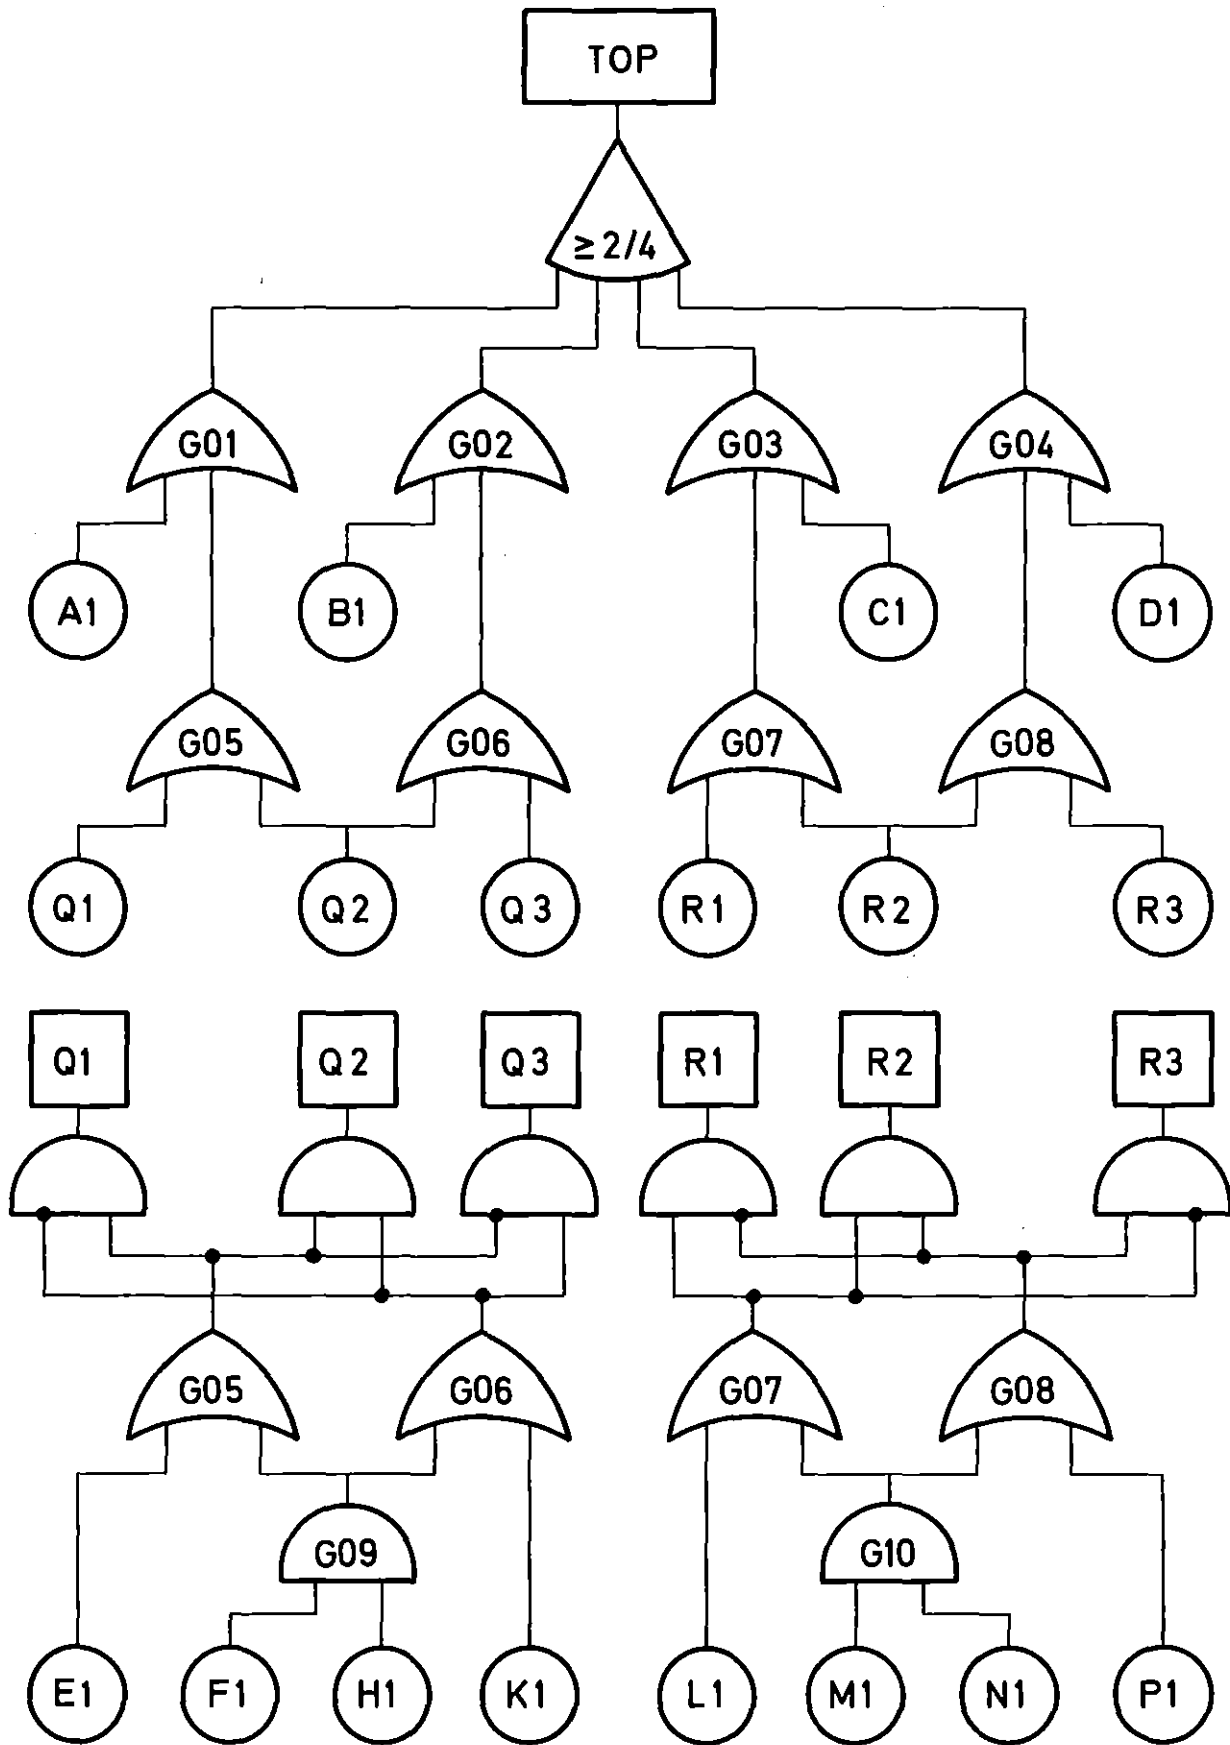 TOP
≥2/4
G01 G02 G03 G04
A1 B1 C1 D1
G05 G06 G07 G08
Q1 Q2 Q3 R1 R2 R3
Q1 Q2 Q3 R1 R2 R3
G05 G06 G07 G08
G09 G10
E1 F1 H1 K1 L1 M1 N1 P1